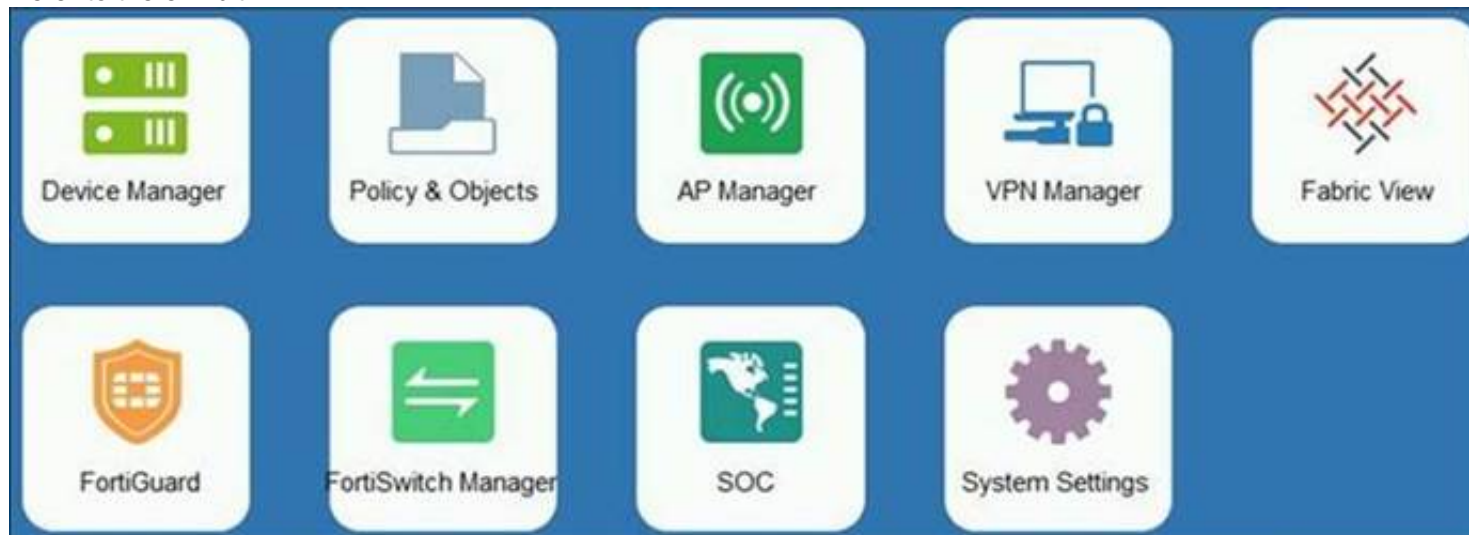 Device Manager
Policy & Objects
AP Manager
VPN Manager
Fabric View
FortiGuard
FortiSwitch Manager
SOC
System Settings